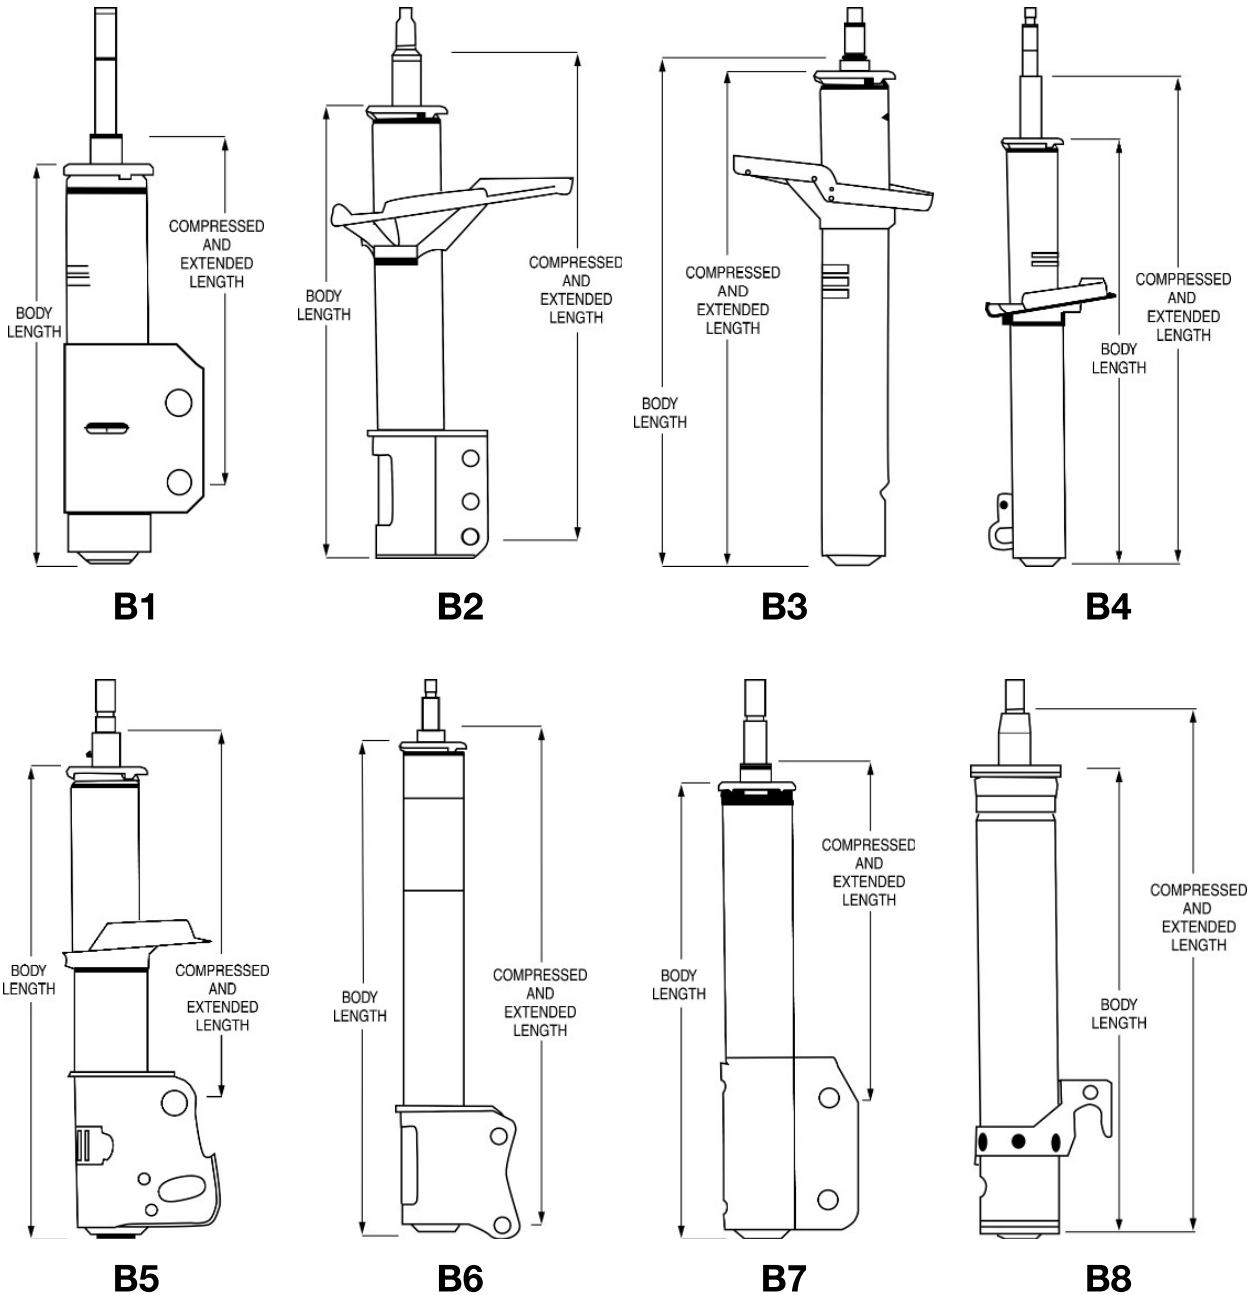 BODY
LENGTH
COMPRESSED
AND
EXTENDED
LENGTH
B1
BODY
LENGTH
COMPRESSED
AND
EXTENDED
LENGTH
B2
BODY
LENGTH
COMPRESSED
AND
EXTENDED
LENGTH
B3
BODY
LENGTH
COMPRESSED
AND
EXTENDED
LENGTH
B4
BODY
LENGTH
COMPRESSED
AND
EXTENDED
LENGTH
B5
BODY
LENGTH
COMPRESSED
AND
EXTENDED
LENGTH
B6
BODY
LENGTH
COMPRESSED
AND
EXTENDED
LENGTH
B7
BODY
LENGTH
COMPRESSED
AND
EXTENDED
LENGTH
B8